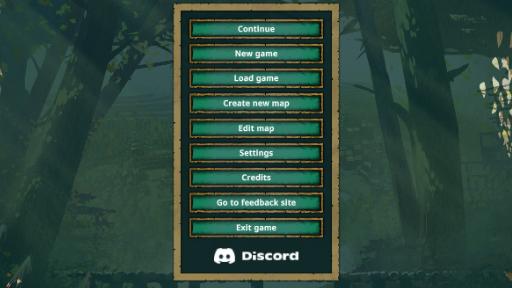 Continue
New game
Load game
Create new map
Edit map
Settings
Credits
Go to feedback site
Exit game
Discord